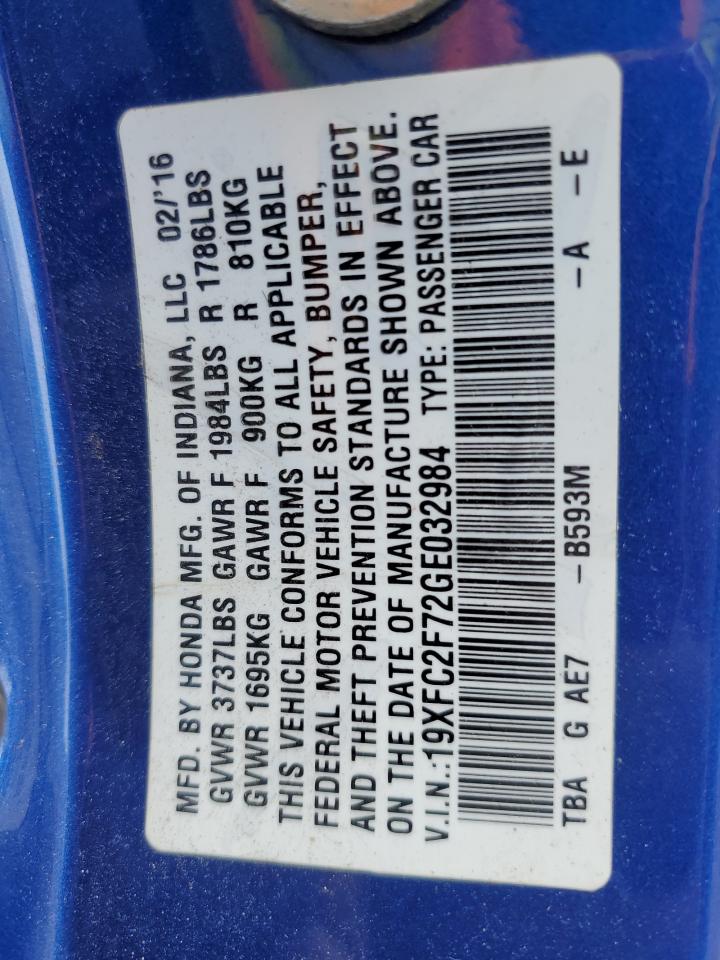 MFD. BY HONDA MFG. OF INDIANA, LLC 02/'16
GVWR 3737LBS GAWR F 1984LBS R 1786LBS
GVWR 1695KG GAWR F 900KG R 810KG
THIS VEHICLE CONFORMS TO ALL APPLICABLE
FEDERAL MOTOR VEHICLE SAFETY, BUMPER,
AND THEFT PREVENTION STANDARDS IN EFFECT
ON THE DATE OF MANUFACTURE SHOWN ABOVE.
V.I.N.:19XFC2F72GE032984 TYPE: PASSENGER CAR
TBA G AE7 -B593M -A -E